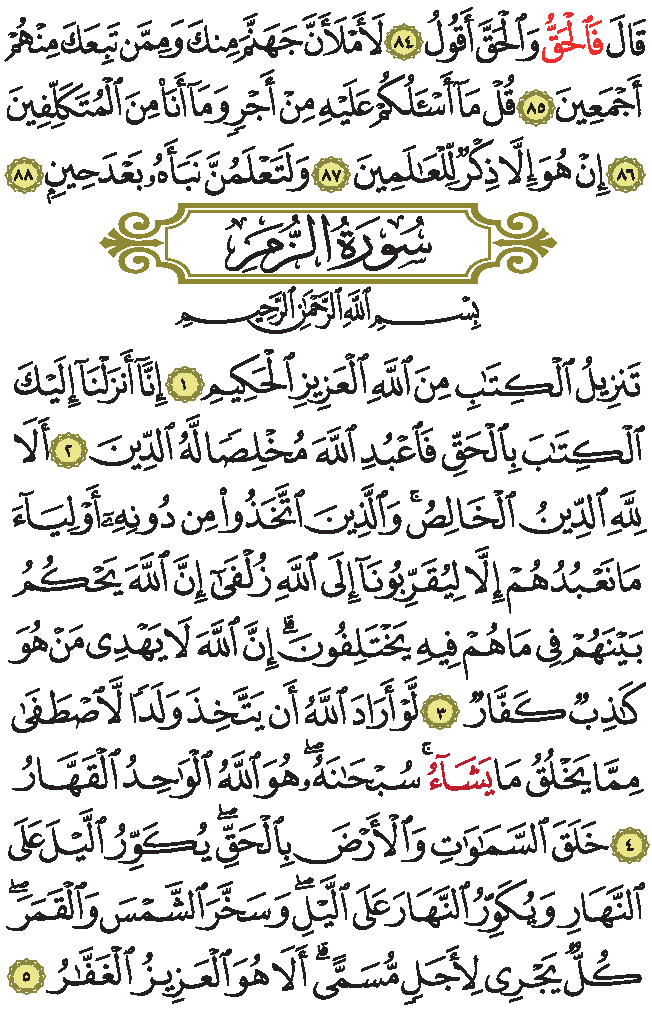 قَالَ فَٱلْحَقُّ وَٱلْحَقَّ أَقُولُ ٨٤ لَأَمْلَأَنَّ جَهَنَّمَ مِنكَ وَمِمَّن تَبِعَكَ مِنْهُمْ
أَجْمَعِينَ ٨٥ قُلْ مَآ أَسْـَٔلُكُمْ عَلَيْهِ مِنْ أَجْرٍ وَمَآ أَنَا۠ مِنَ ٱلْمُتَكَلِّفِينَ
٨٦ إِنْ هُوَ إِلَّا ذِكْرٌ لِّلْعَٰلَمِينَ ٨٧ وَلَتَعْلَمُنَّ نَبَأَهُۥ بَعْدَ حِينٍۭ ٨٨
سُورَةُ الزُّمَرِ
بِسْمِ ٱللَّهِ ٱلرَّحْمَٰنِ ٱلرَّحِيمِ
تَنزِيلُ ٱلْكِتَٰبِ مِنَ ٱللَّهِ ٱلْعَزِيزِ ٱلْحَكِيمِ ١ إِنَّآ أَنزَلْنَآ إِلَيْكَ
ٱلْكِتَٰبَ بِٱلْحَقِّ فَٱعْبُدِ ٱللَّهَ مُخْلِصًا لَّهُ ٱلدِّينَ ٢ أَلَا
لِلَّهِ ٱلدِّينُ ٱلْخَالِصُ ۚ وَٱلَّذِينَ ٱتَّخَذُوا۟ مِن دُونِهِۦٓ أَوْلِيَآءَ
مَا نَعْبُدُهُمْ إِلَّا لِيُقَرِّبُونَآ إِلَى ٱللَّهِ زُلْفَىٰٓ إِنَّ ٱللَّهَ يَحْكُمُ
بَيْنَهُمْ فِى مَا هُمْ فِيهِ يَخْتَلِفُونَ ۗ إِنَّ ٱللَّهَ لَا يَهْدِى مَنْ هُوَ
كَٰذِبٌ كَفَّارٌ ٣ لَّوْ أَرَادَ ٱللَّهُ أَن يَتَّخِذَ وَلَدًا لَّٱصْطَفَىٰ
مِمَّا يَخْلُقُ مَا يَشَآءُ ۚ سُبْحَٰنَهُۥ ۖ هُوَ ٱللَّهُ ٱلْوَٰحِدُ ٱلْقَهَّارُ
٤ خَلَقَ ٱلسَّمَٰوَٰتِ وَٱلْأَرْضَ بِٱلْحَقِّ ۖ يُكَوِّرُ ٱلَّيْلَ عَلَى
ٱلنَّهَارِ وَيُكَوِّرُ ٱلنَّهَارَ عَلَى ٱلَّيْلِ ۖ وَسَخَّرَ ٱلشَّمْسَ وَٱلْقَمَرَ ۖ
كُلٌّ يَجْرِى لِأَجَلٍ مُّسَمًّى ۗ أَلَا هُوَ ٱلْعَزِيزُ ٱلْغَفَّٰرُ ٥